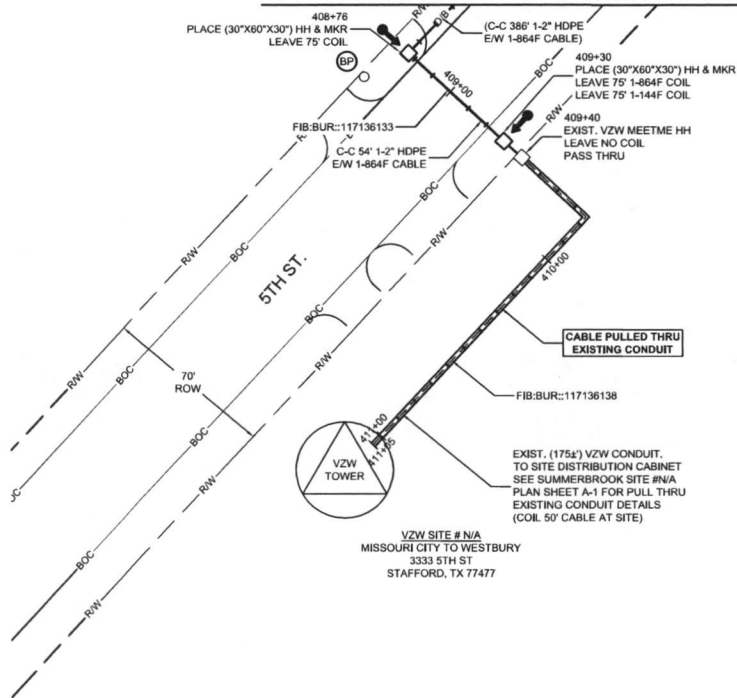 408+76
PLACE (30"X60"X30") HH & MKR
LEAVE 75' COIL
R/W
D/B
(C-C 386' 1-2" HDPE
E/W 1-864F CABLE)
BP
409+00
BOC
409+30
PLACE (30"X60"X30") HH & MKR
LEAVE 75' 1-864F COIL
LEAVE 75' 1-144F COIL
R/W
409+40
EXIST. VZW MEETME HH
LEAVE NO COIL
PASS THRU
FIB:BUR::117136133
C-C 54' 1-2" HDPE
E/W 1-864F CABLE
BOC
R/W
R/W
BOC
5TH ST.
410+00
BOC
CABLE PULLED THRU
EXISTING CONDUIT
R/W
70'
ROW
R/W
BOC
FIB:BUR::117136138
BOC
411+00
411+05
VZW
TOWER
EXIST. (175±') VZW CONDUIT.
TO SITE DISTRIBUTION CABINET
SEE SUMMERBROOK SITE #N/A
PLAN SHEET A-1 FOR PULL THRU
EXISTING CONDUIT DETAILS
(COIL 50' CABLE AT SITE)
R/W
VZW SITE # N/A
MISSOURI CITY TO WESTBURY
3333 5TH ST
STAFFORD, TX 77477
BOC
R/W